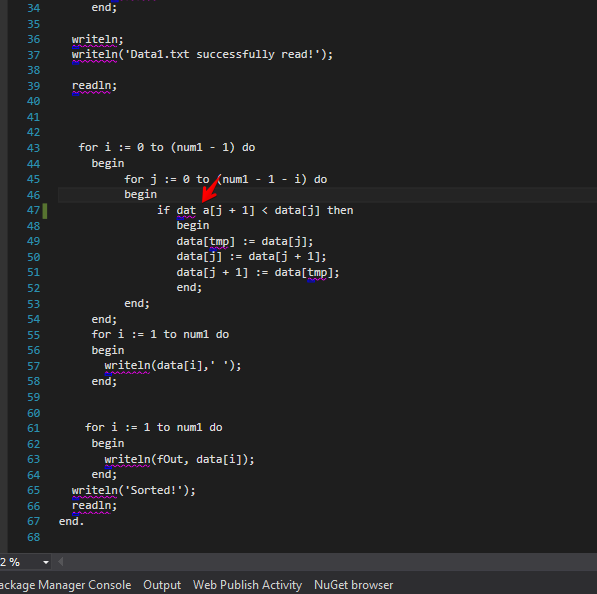 34 end;
35
36 writeln;
37 writeln('Data1.txt successfully read!');
38
39 readln;
40
41
42
43 for i := 0 to (num1 - 1) do
44 begin
45 for j := 0 to (num1 - 1 - i) do
46 begin
47 if dat a[j + 1] < data[j] then
48 begin
49 data[tmp] := data[j];
50 data[j] := data[j + 1];
51 data[j + 1] := data[tmp];
52 end;
53 end;
54 end;
55 for i := 1 to num1 do
56 begin
57 writeln(data[i],' ');
58 end;
59
60
61 for i := 1 to num1 do
62 begin
63 writeln(fOut, data[i]);
64 end;
65 writeln('Sorted!');
66 readln;
67 end.
68
2 %
ackage Manager Console Output Web Publish Activity NuGet browser